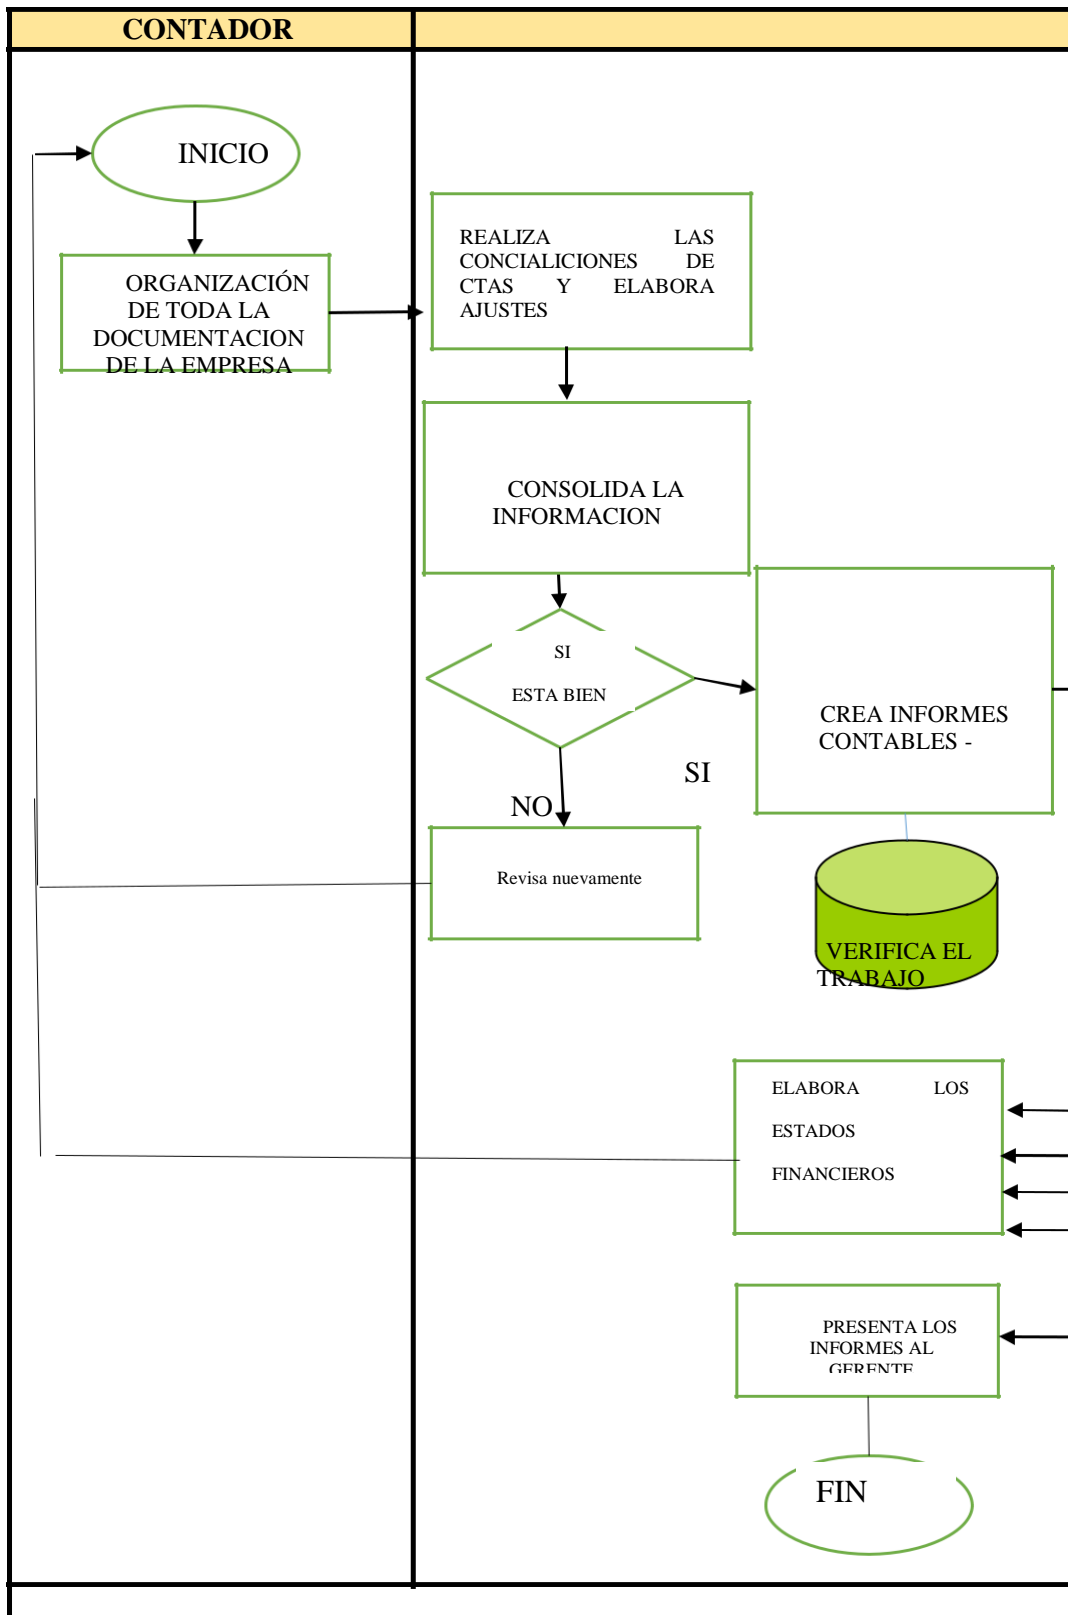 CONTADOR
INICIO
ORGANIZACIÓN
DE TODA LA
DOCUMENTACION
DE LA EMPRESA
REALIZA LAS
CONCIALICIONES DE
CTAS Y ELABORA
AJUSTES
CONSOLIDA LA
INFORMACION
SI
ESTA BIEN
SI
NO
CREA INFORMES
CONTABLES -
Revisa nuevamente
VERIFICA EL
TRABAJO
ELABORA LOS
ESTADOS
FINANCIEROS
PRESENTA LOS
INFORMES AL
GERENTE
FIN